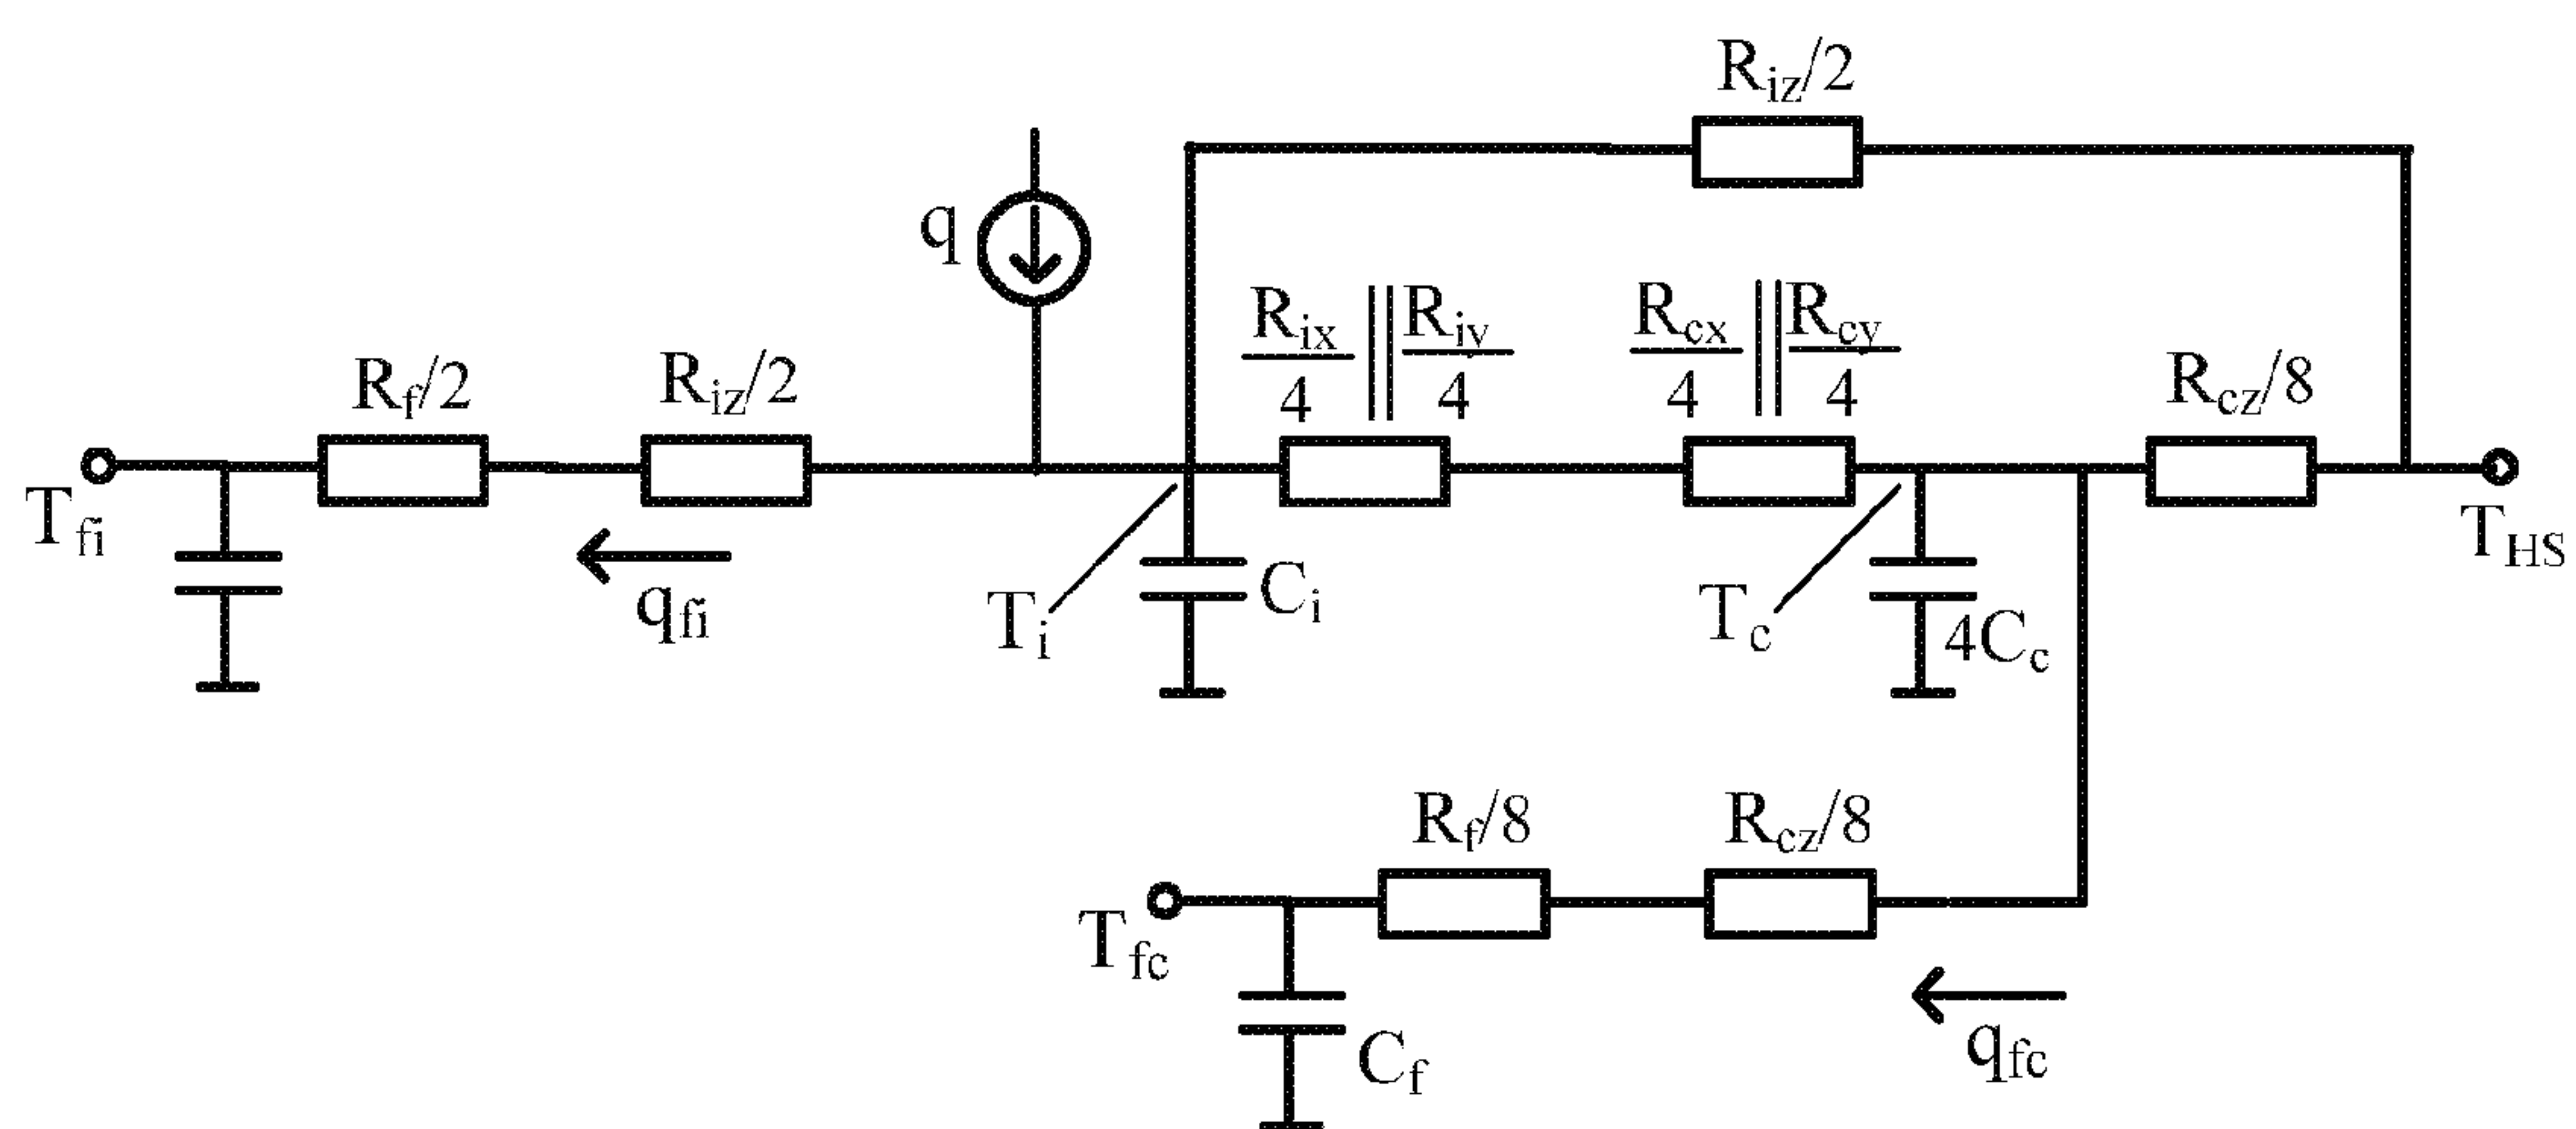 R_iz/2
q
R_ix/4 || R_iy/4
R_cx/4 || R_cy/4
R_f/2
R_iz/2
R_cz/8
T_fi
q_fi
T_i
C_i
T_c
4C_c
T_HS
R_f/8
R_cz/8
T_fc
C_f
q_fc